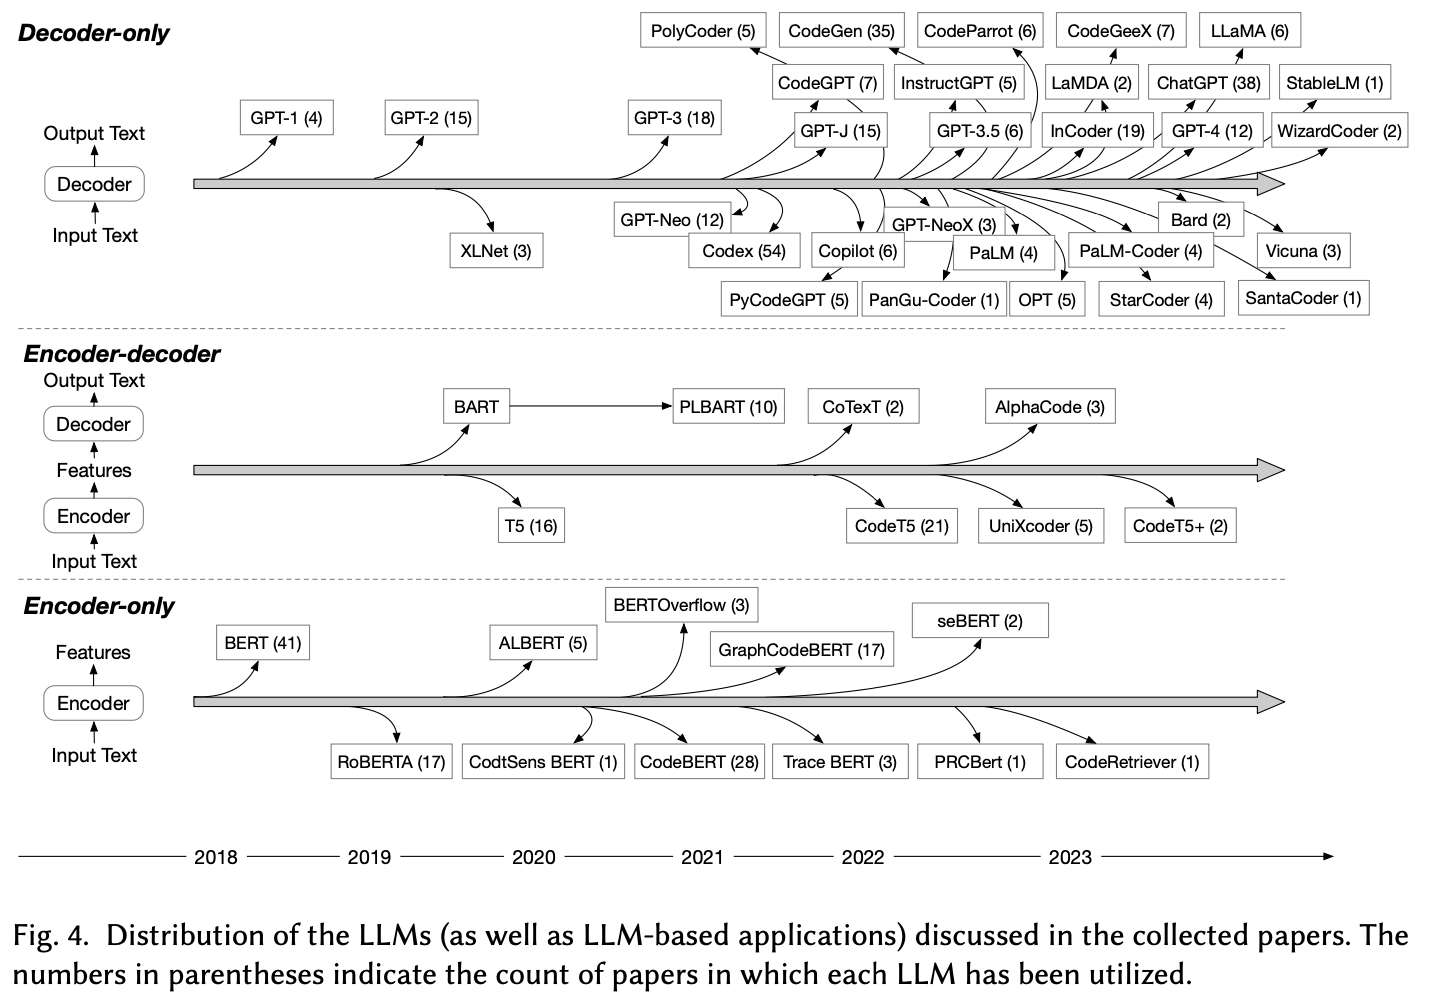 Decoder-only
PolyCoder (5)
CodeGen (35)
CodeParrot (6)
CodeGeeX (7)
LLaMA (6)
CodeGPT (7)
InstructGPT (5)
LaMDA (2)
ChatGPT (38)
StableLM (1)
GPT-1 (4)
GPT-2 (15)
GPT-3 (18)
GPT-J (15)
GPT-3.5 (6)
InCoder (19)
GPT-4 (12)
WizardCoder (2)
Output Text
Decoder
Input Text
XLNet (3)
GPT-Neo (12)
GPT-NeoX (3)
Bard (2)
Codex (54)
Copilot (6)
PaLM (4)
PaLM-Coder (4)
Vicuna (3)
PyCodeGPT (5)
PanGu-Coder (1)
OPT (5)
StarCoder (4)
SantaCoder (1)
Encoder-decoder
Output Text
Decoder
Features
Encoder
Input Text
BART
PLBART (10)
CoTexT (2)
AlphaCode (3)
T5 (16)
CodeT5 (21)
UniXcoder (5)
CodeT5+ (2)
Encoder-only
Features
Encoder
Input Text
BERT (41)
ALBERT (5)
BERTOverflow (3)
GraphCodeBERT (17)
seBERT (2)
RoBERTA (17)
CodtSens BERT (1)
CodeBERT (28)
Trace BERT (3)
PRCBert (1)
CodeRetriever (1)
2018
2019
2020
2021
2022
2023
Fig. 4. Distribution of the LLMs (as well as LLM-based applications) discussed in the collected papers. The
numbers in parentheses indicate the count of papers in which each LLM has been utilized.